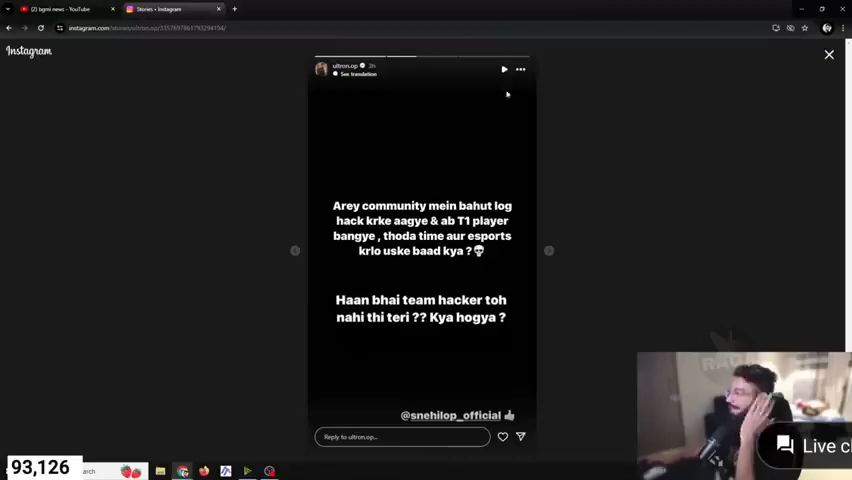 (2) bgmi news - YouTube
Stories • Instagram
instagram.com/stories/ultron.op/3357697861793294194/
Instagram
ultron.op 2h
See translation
Arey community mein bahut log
hack krke aagye & ab T1 player
bangye , thoda time aur esports
krlo uske baad kya ?💀
Haan bhai team hacker toh
nahi thi teri ?? Kya hogya ?
@snehilop_official 👍
Reply to ultron.op...
Live c
93,126